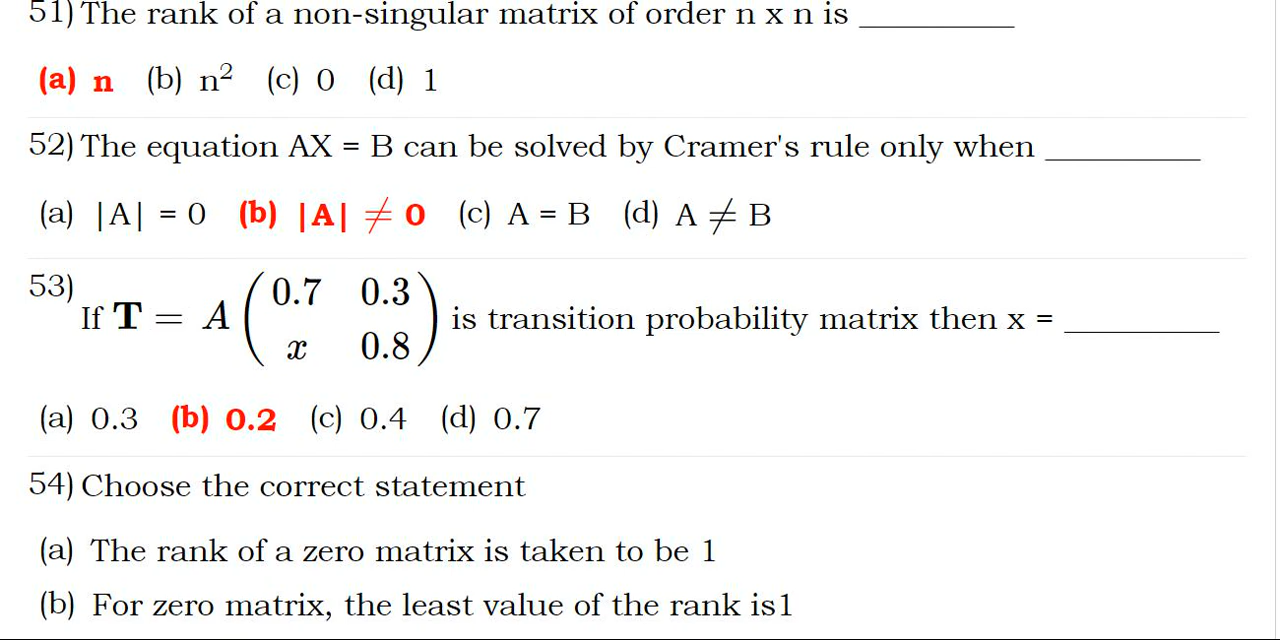 51) The rank of a non-singular matrix of order n x n is __________
(a) n (b) n² (c) 0 (d) 1
52) The equation AX = B can be solved by Cramer's rule only when __________
(a) |A| = 0 (b) |A| ≠ 0 (c) A = B (d) A ≠ B
53)
If T = A ( 0.7 0.3
x 0.8 ) is transition probability matrix then x = __________
(a) 0.3 (b) 0.2 (c) 0.4 (d) 0.7
54) Choose the correct statement
(a) The rank of a zero matrix is taken to be 1
(b) For zero matrix, the least value of the rank is1